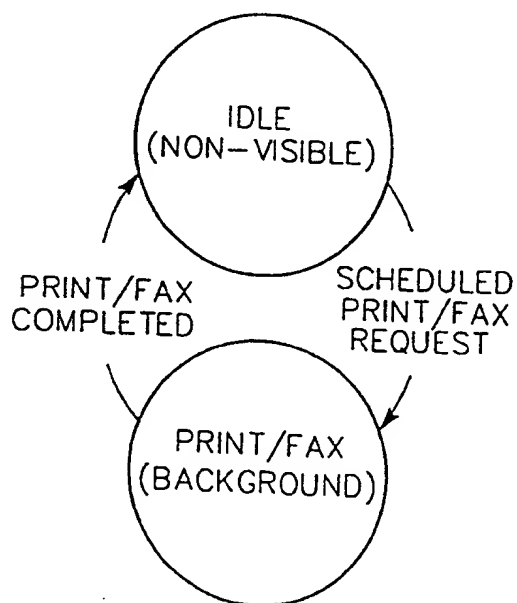 IDLE
(NON-VISIBLE)
PRINT/FAX
COMPLETED
SCHEDULED
PRINT/FAX
REQUEST
PRINT/FAX
(BACKGROUND)